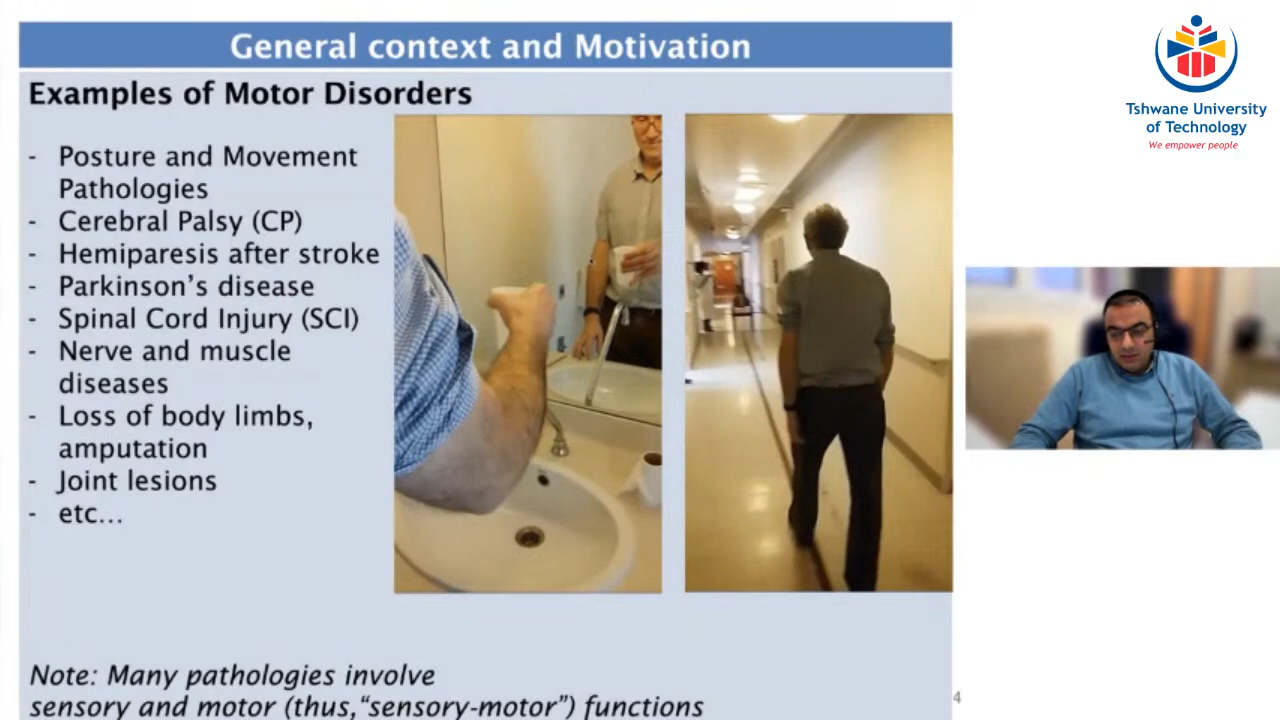 General context and Motivation
Examples of Motor Disorders
- Posture and Movement
Pathologies
- Cerebral Palsy (CP)
- Hemiparesis after stroke
- Parkinson’s disease
- Spinal Cord Injury (SCI)
- Nerve and muscle
diseases
- Loss of body limbs,
amputation
- Joint lesions
- etc...
Note: Many pathologies involve
sensory and motor (thus,“sensory-motor”) functions
4
Tshwane University
of Technology
We empower people